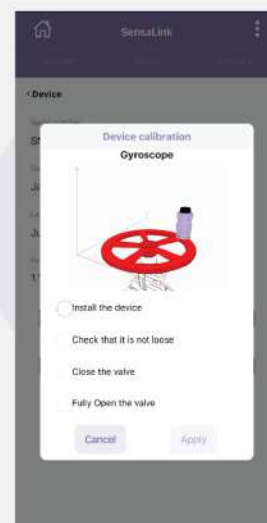 SensaLink
‹ Device
Device calibration
Gyroscope
Install the device
Check that it is not loose
Close the valve
Fully Open the valve
Cancel
Apply